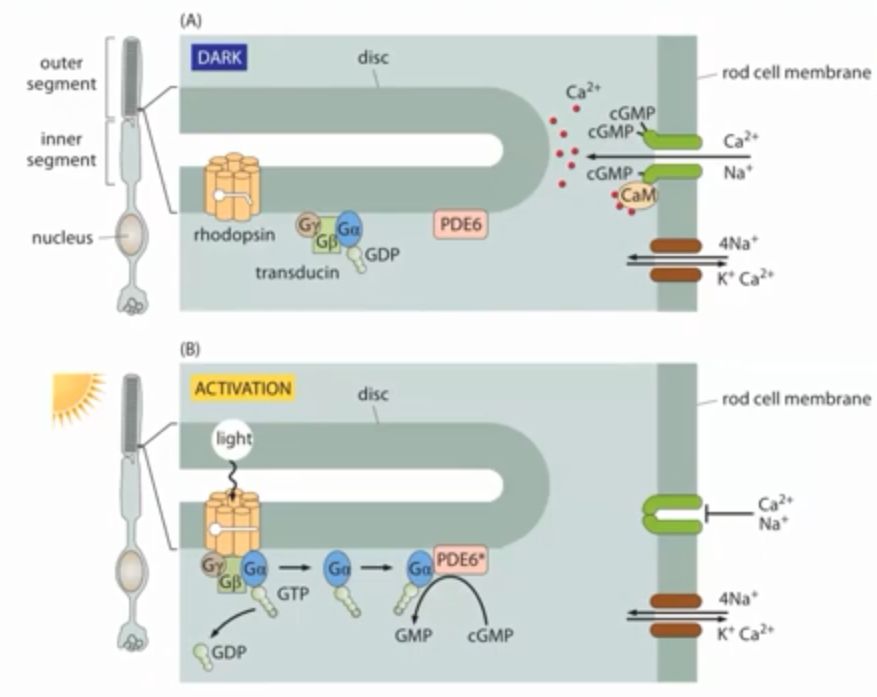 (A)
DARK
disc
outer
segment
inner
segment
nucleus
rhodopsin
Gγ
Gβ
Gα
GDP
transducin
PDE6
Ca²⁺
cGMP
cGMP
cGMP
CaM
rod cell membrane
Ca²⁺
Na⁺
4Na⁺
K⁺ Ca²⁺
(B)
ACTIVATION
disc
light
Gγ
Gβ
Gα
GTP
GDP
Gα
Gα
PDE6*
GMP
cGMP
rod cell membrane
Ca²⁺
Na⁺
4Na⁺
K⁺ Ca²⁺